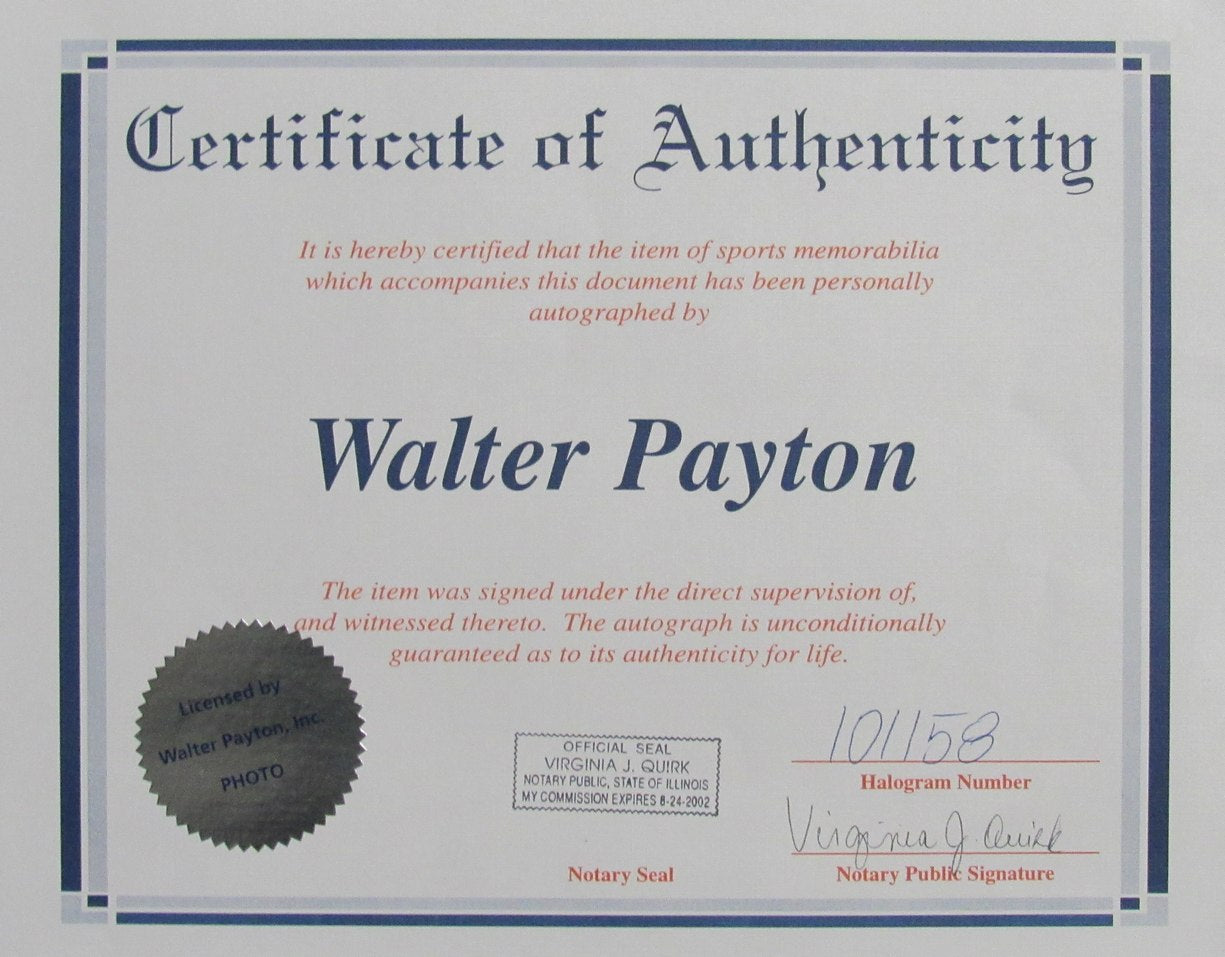 Certificate of Authenticity
It is hereby certified that the item of sports memorabilia
which accompanies this document has been personally
autographed by
Walter Payton
The item was signed under the direct supervision of,
and witnessed thereto. The autograph is unconditionally
guaranteed as to its authenticity for life.
Licensed by
Walter Payton, Inc.
PHOTO
OFFICIAL SEAL
VIRGINIA J. QUIRK
NOTARY PUBLIC, STATE OF ILLINOIS
MY COMMISSION EXPIRES 8-24-2002
Notary Seal
101158
Halogram Number
Virginia J. Quirk
Notary Public Signature